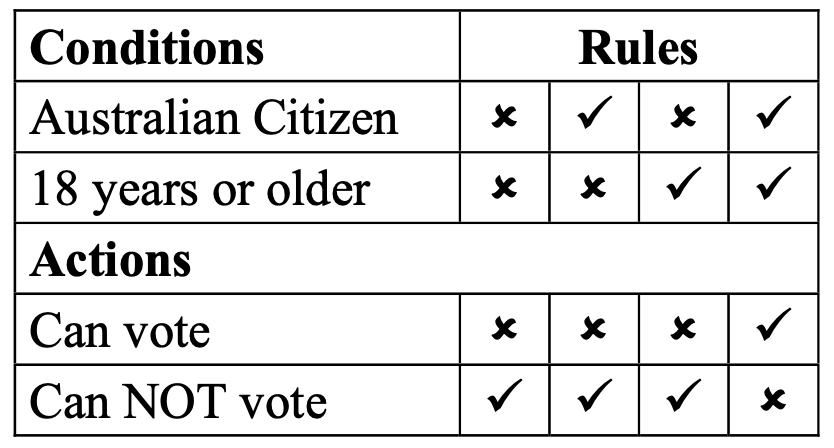 Conditions Rules
Australian Citizen ✘ ✓ ✘ ✓
18 years or older ✘ ✘ ✓ ✓
Actions
Can vote ✘ ✘ ✘ ✓
Can NOT vote ✓ ✓ ✓ ✘